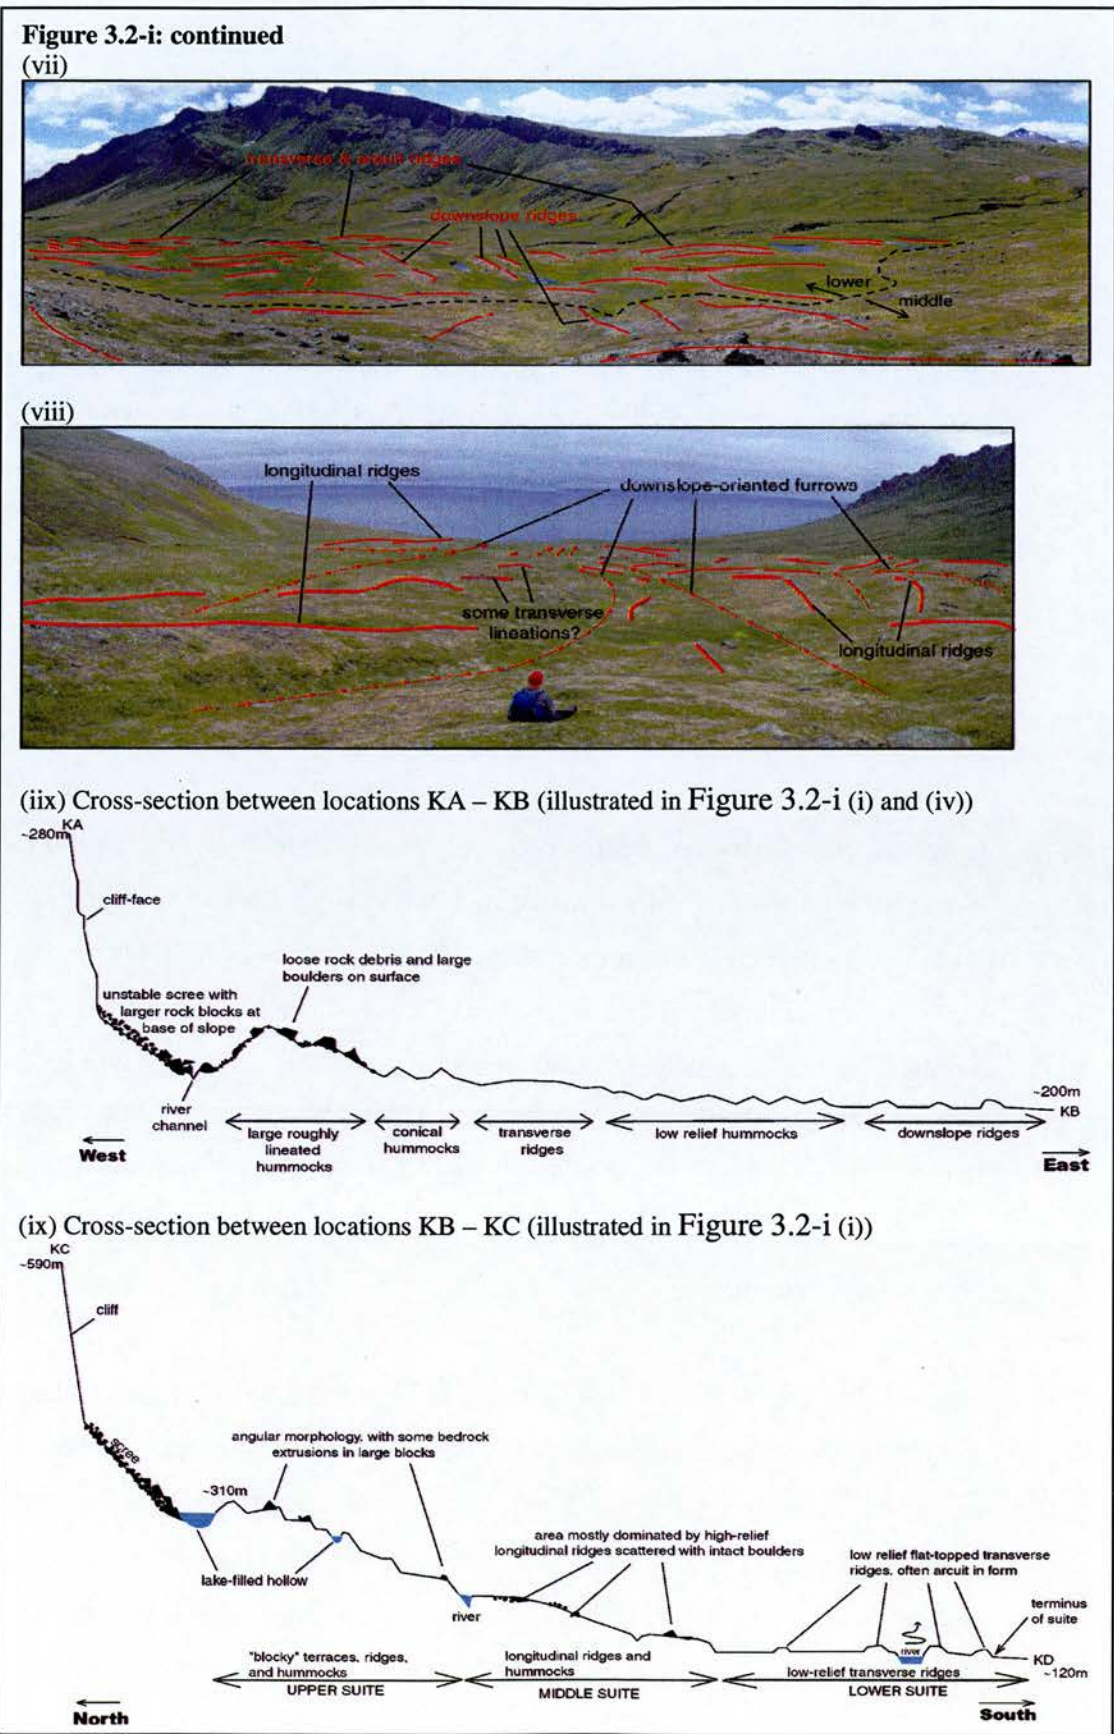 Figure 3.2-i: continued
(vii)
transverse & arcuit ridges
downslope ridges
lower
middle
(viii)
longitudinal ridges
downslope-oriented furrows
some transverse
lineations?
longitudinal ridges
(iix) Cross-section between locations KA – KB (illustrated in Figure 3.2-i (i) and (iv))
KA
~280m
cliff-face
loose rock debris and large
boulders on surface
unstable scree with
larger rock blocks at
base of slope
~200m
KB
river
channel
large roughly
lineated
hummocks
conical
hummocks
transverse
ridges
low relief hummocks
downslope ridges
West
East
(ix) Cross-section between locations KB – KC (illustrated in Figure 3.2-i (i))
KC
~590m
cliff
scree
angular morphology, with some bedrock
extrusions in large blocks
~310m
area mostly dominated by high-relief
longitudinal ridges scattered with intact boulders
low relief flat-topped transverse
ridges, often arcuit in form
lake-filled hollow
river
river
terminus
of suite
KD
~120m
"blocky" terraces, ridges,
and hummocks
UPPER SUITE
longitudinal ridges and
hummocks
MIDDLE SUITE
low-relief transverse ridges
LOWER SUITE
North
South